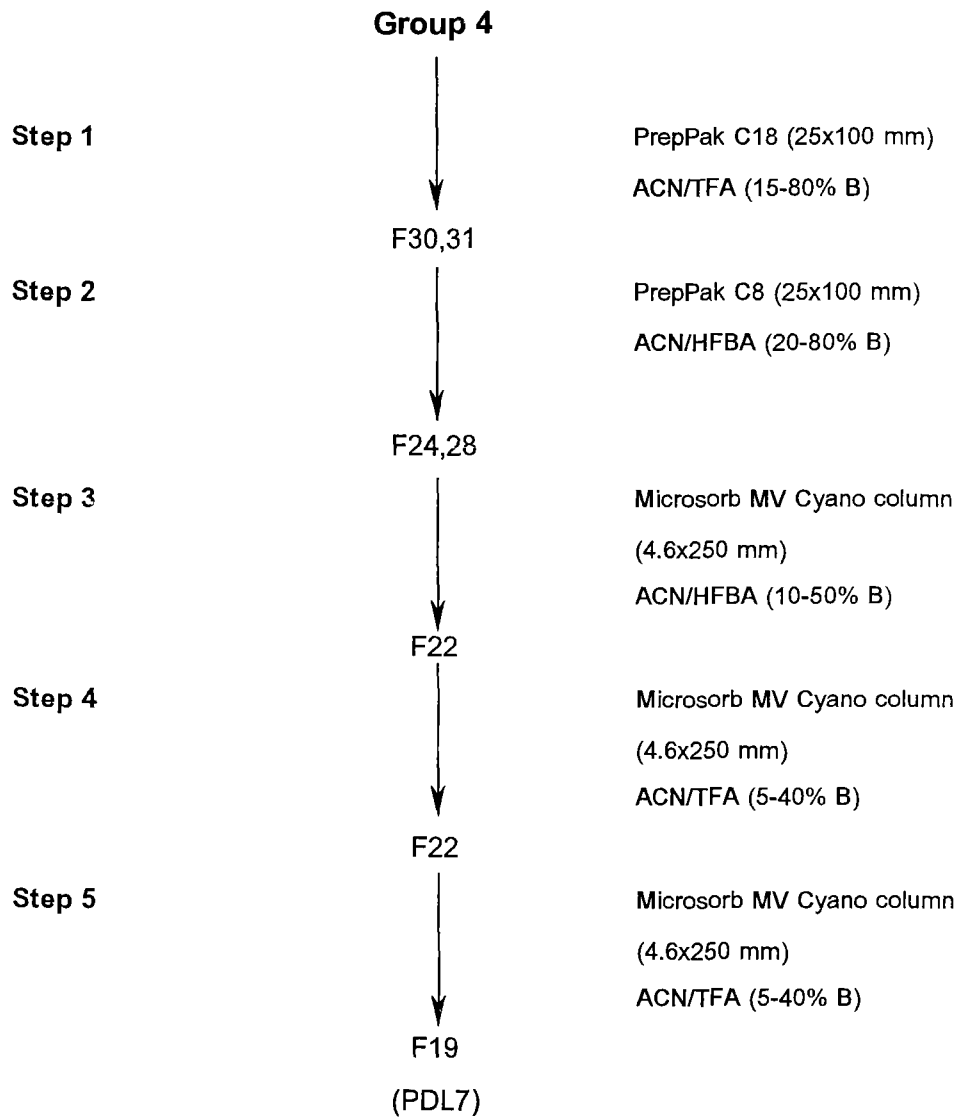 Group 4
Step 1
PrepPak C18 (25x100 mm)
ACN/TFA (15-80% B)
F30,31
Step 2
PrepPak C8 (25x100 mm)
ACN/HFBA (20-80% B)
F24,28
Step 3
Microsorb MV Cyano column
(4.6x250 mm)
ACN/HFBA (10-50% B)
F22
Step 4
Microsorb MV Cyano column
(4.6x250 mm)
ACN/TFA (5-40% B)
F22
Step 5
Microsorb MV Cyano column
(4.6x250 mm)
ACN/TFA (5-40% B)
F19
(PDL7)